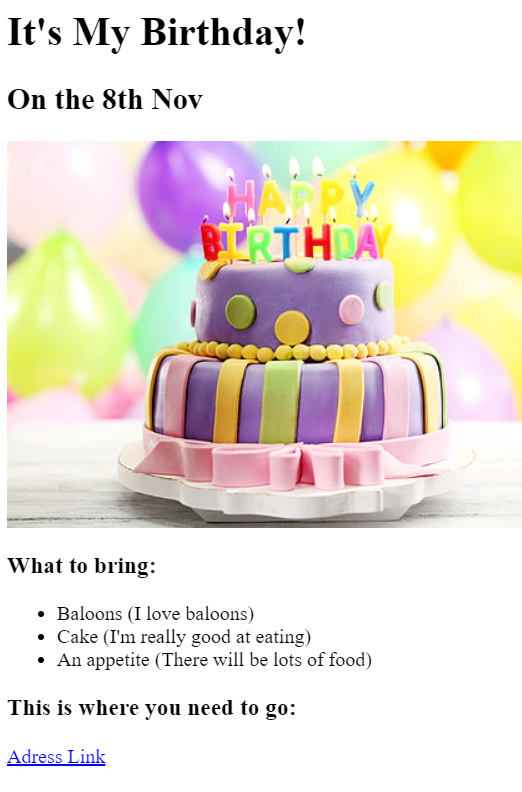 It's My Birthday!
On the 8th Nov
HAPPY
BIRTHDAY
What to bring:
Baloons (I love baloons)
Cake (I'm really good at eating)
An appetite (There will be lots of food)
This is where you need to go:
Adress Link